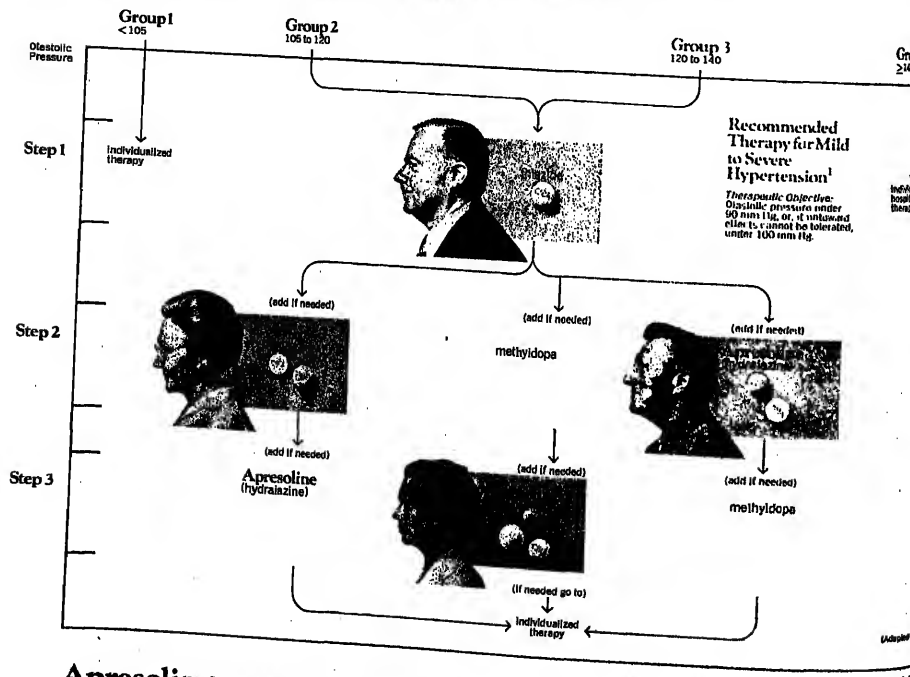 Group 1
<105
Group 2
105 to 120
Group 3
120 to 140
Diastolic
Pressure
Step 1
Individualized
therapy
Recommended
Therapy for Mild
to Severe
Hypertension¹
Therapeutic Objective:
Diastolic pressure under
90 mm Hg, or, if untoward
effects cannot be tolerated,
under 100 mm Hg.
Step 2
(add if needed)
(add if needed)
methyldopa
(add if needed)
Apresoline
(hydralazine)
Step 3
(add if needed)
Apresoline
(hydralazine)
(add if needed)
(add if needed)
methyldopa
(if needed go to)
Individualized
therapy